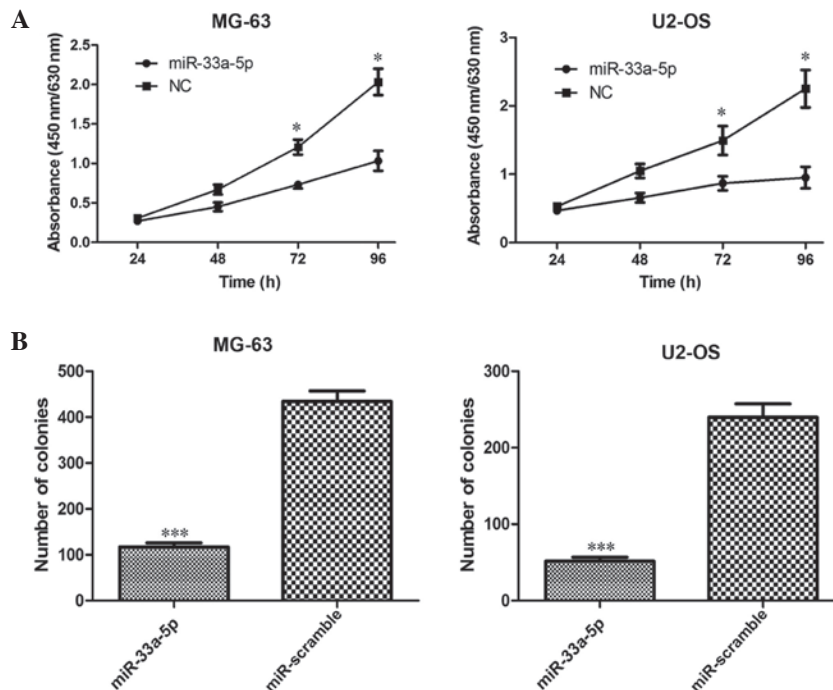 A
MG-63
Absorbance (450 nm/630 nm)
2.5
2.0
1.5
1.0
0.5
0.0
miR-33a-5p
NC
*
*
24
48
72
96
Time (h)
U2-OS
Absorbance (450 nm/630 nm)
3
2
1
0
miR-33a-5p
NC
*
*
24
48
72
96
Time (h)
B
MG-63
Number of colonies
500
400
300
200
100
0
***
miR-33a-5p
miR-scramble
U2-OS
Number of colonies
300
200
100
0
***
miR-33a-5p
miR-scramble